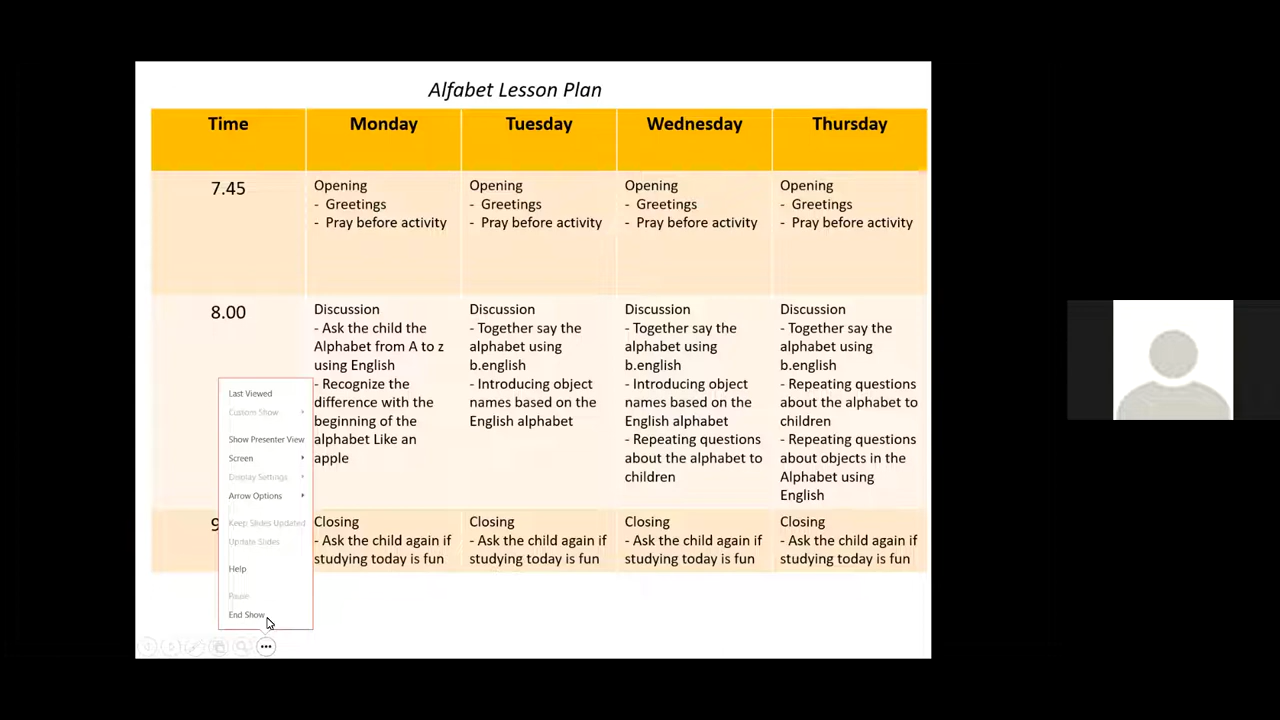 Alfabet Lesson Plan
Time
Monday
Tuesday
Wednesday
Thursday
7.45
Opening
- Greetings
- Pray before activity
Opening
- Greetings
- Pray before activity
Opening
- Greetings
- Pray before activity
Opening
- Greetings
- Pray before activity
8.00
Discussion
- Ask the child the
Alphabet from A to z
using English
- Recognize the
difference with the
beginning of the
alphabet Like an
apple
Discussion
- Together say the
alphabet using
b.english
- Introducing object
names based on the
English alphabet
Discussion
- Together say the
alphabet using
b.english
- Introducing object
names based on the
English alphabet
- Repeating questions
about the alphabet to
children
Discussion
- Together say the
alphabet using
b.english
- Repeating questions
about the alphabet to
children
- Repeating questions
about objects in the
Alphabet using
English
9
Closing
- Ask the child again if
studying today is fun
Closing
- Ask the child again if
studying today is fun
Closing
- Ask the child again if
studying today is fun
Closing
- Ask the child again if
studying today is fun
Last Viewed
Custom Show
Show Presenter View
Screen
Display Settings
Arrow Options
Keep Slides Updated
Update Slides
Help
Pause
End Show